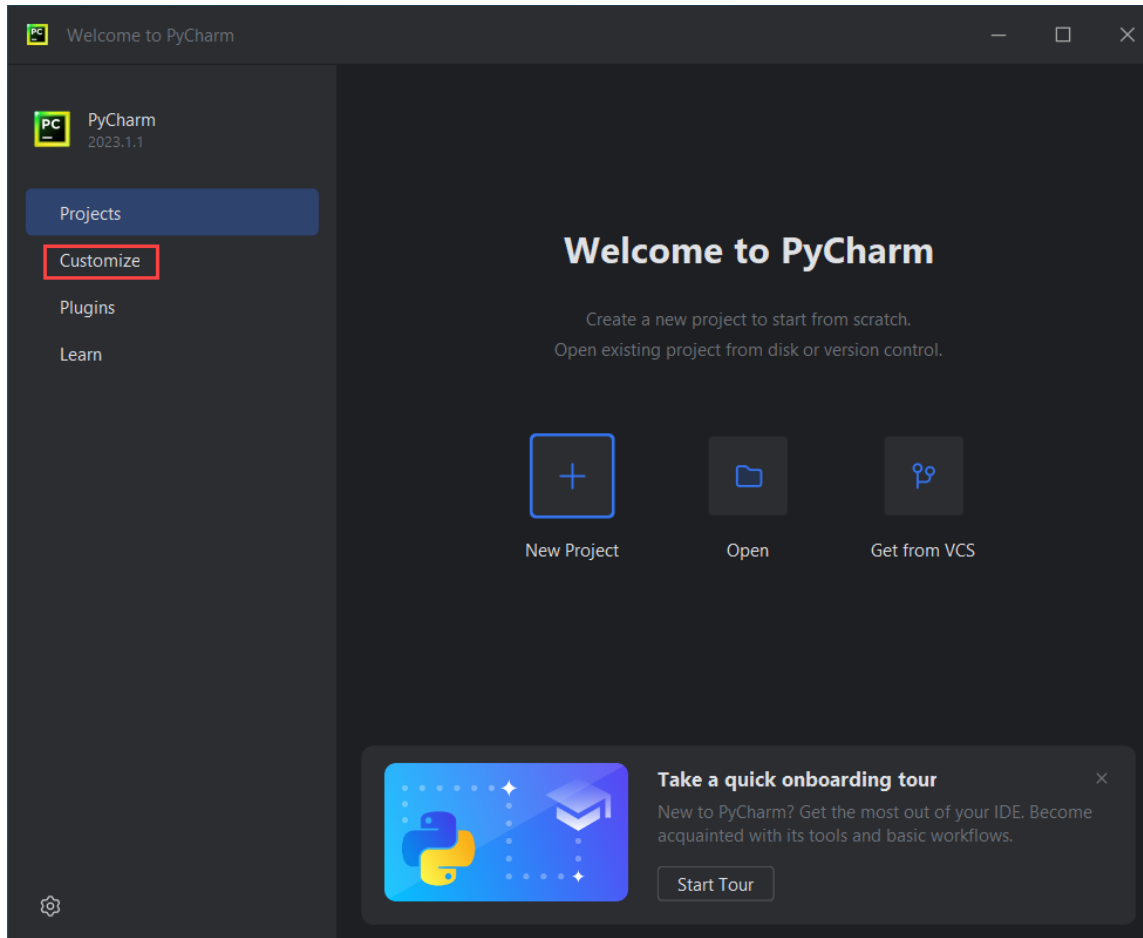 PC
Welcome to PyCharm
PC
PyCharm
2023.1.1
Projects
Customize
Plugins
Learn
Welcome to PyCharm
Create a new project to start from scratch.
Open existing project from disk or version control.
New Project
Open
Get from VCS
Take a quick onboarding tour
New to PyCharm? Get the most out of your IDE. Become
acquainted with its tools and basic workflows.
Start Tour